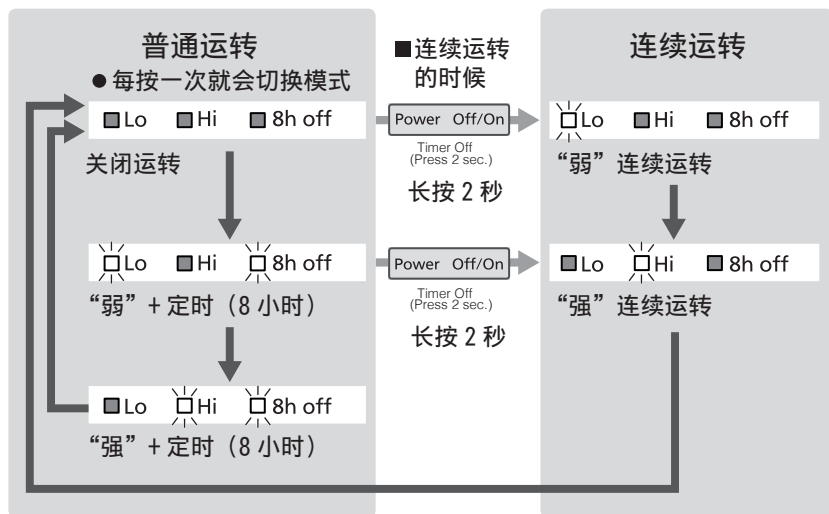 普通运转
●每按一次就会切换模式
Lo Hi 8h off
关闭运转
Lo Hi 8h off
“弱”+定时（8小时）
Lo Hi 8h off
“强”+定时（8小时）
■连续运转
的时候
Power Off/On
Timer Off
(Press 2 sec.)
长按2秒
Power Off/On
Timer Off
(Press 2 sec.)
长按2秒
连续运转
Lo Hi 8h off
“弱” 连续运转
Lo Hi 8h off
“强” 连续运转